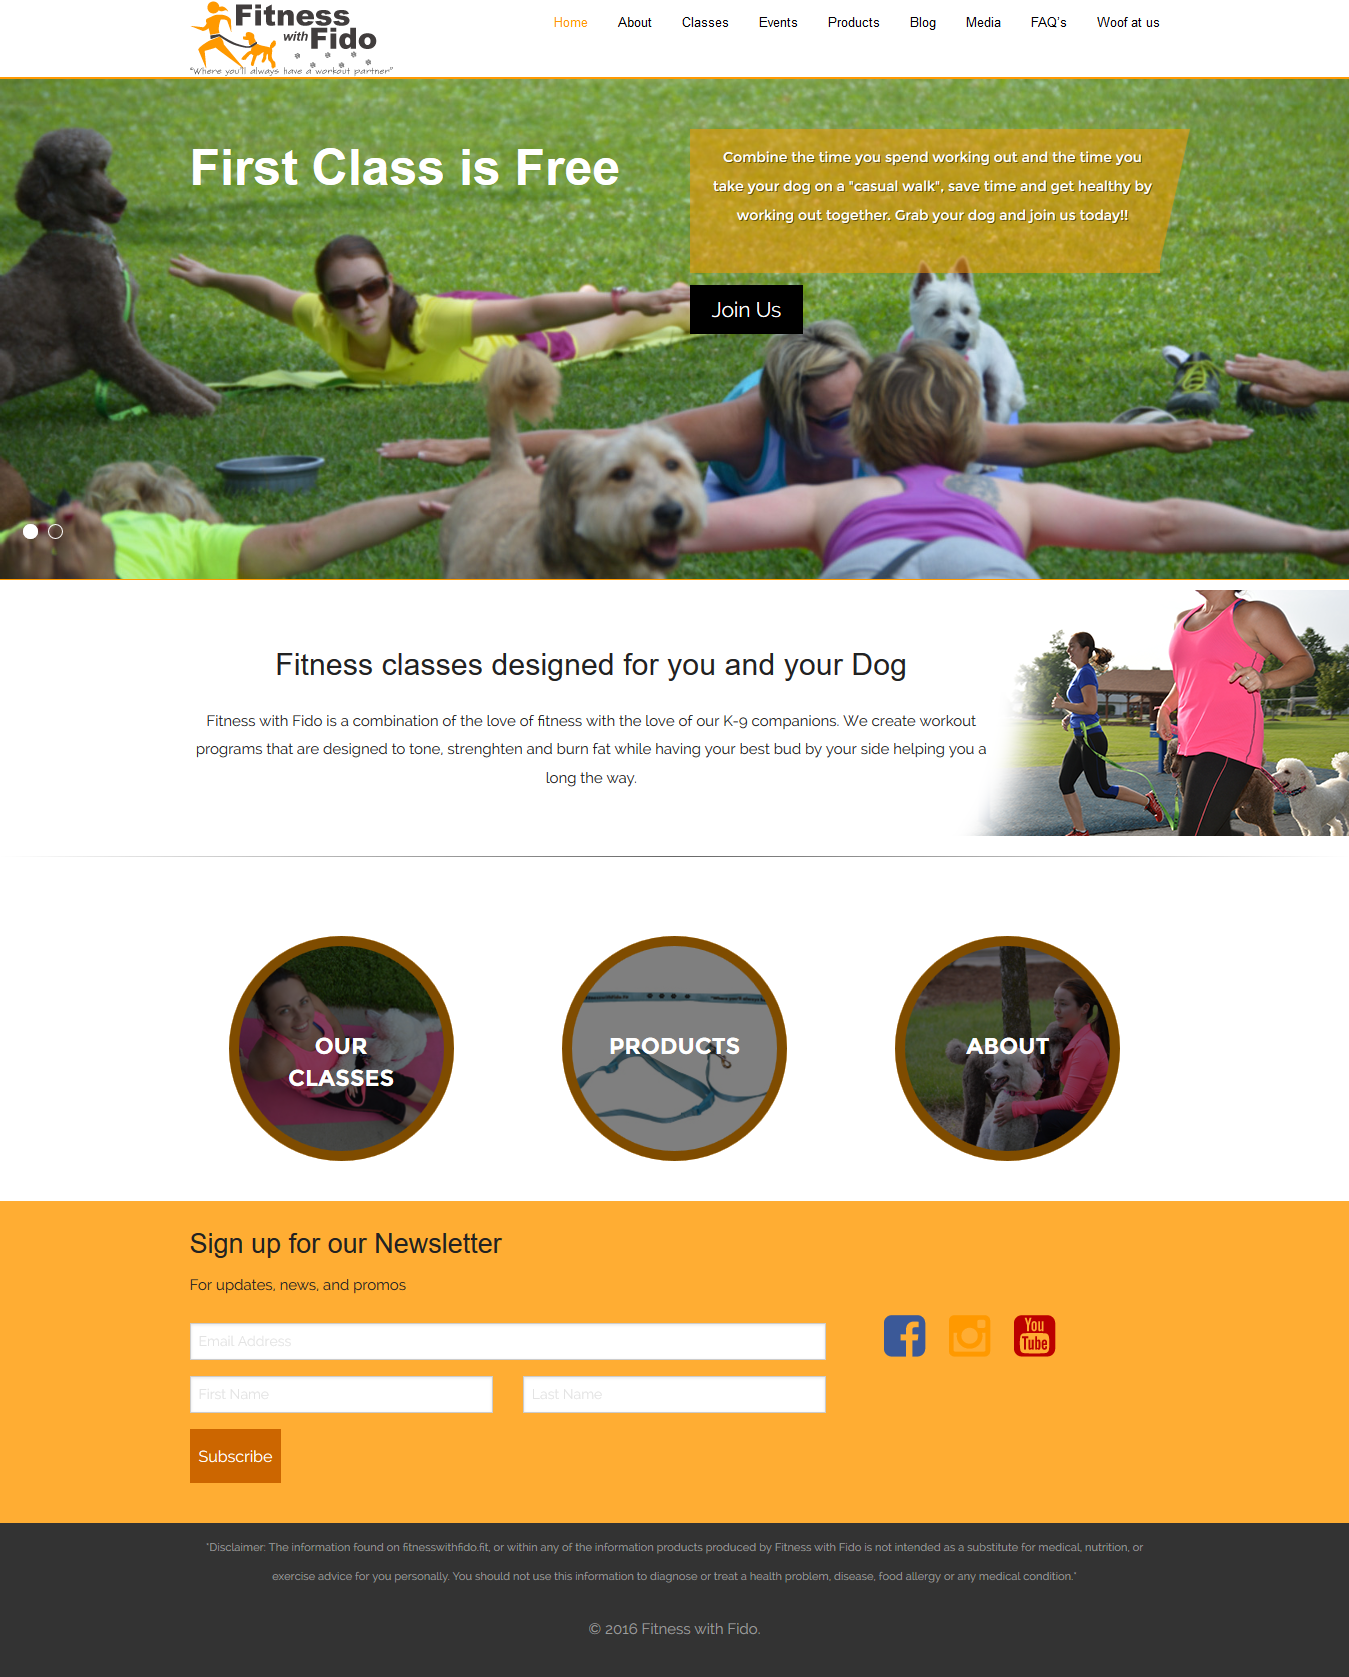 Fitness
with Fido
"Where you'll always have a workout partner"
Home About Classes Events Products Blog Media FAQ's Woof at us
First Class is Free
Combine the time you spend working out and the time you
take your dog on a "casual walk", save time and get healthy by
working out together. Grab your dog and join us today!!
Join Us
Fitness classes designed for you and your Dog
Fitness with Fido is a combination of the love of fitness with the love of our K-9 companions. We create workout
programs that are designed to tone, strenghten and burn fat while having your best bud by your side helping you a
long the way.
OUR
CLASSES
PRODUCTS
ABOUT
Sign up for our Newsletter
For updates, news, and promos
Email Address
First Name Last Name
You
Tube
Subscribe
*Disclaimer: The information found on fitnesswithfido.fit, or within any of the information products produced by Fitness with Fido is not intended as a substitute for medical, nutrition, or
exercise advice for you personally. You should not use this information to diagnose or treat a health problem, disease, food allergy or any medical condition.*
© 2016 Fitness with Fido.